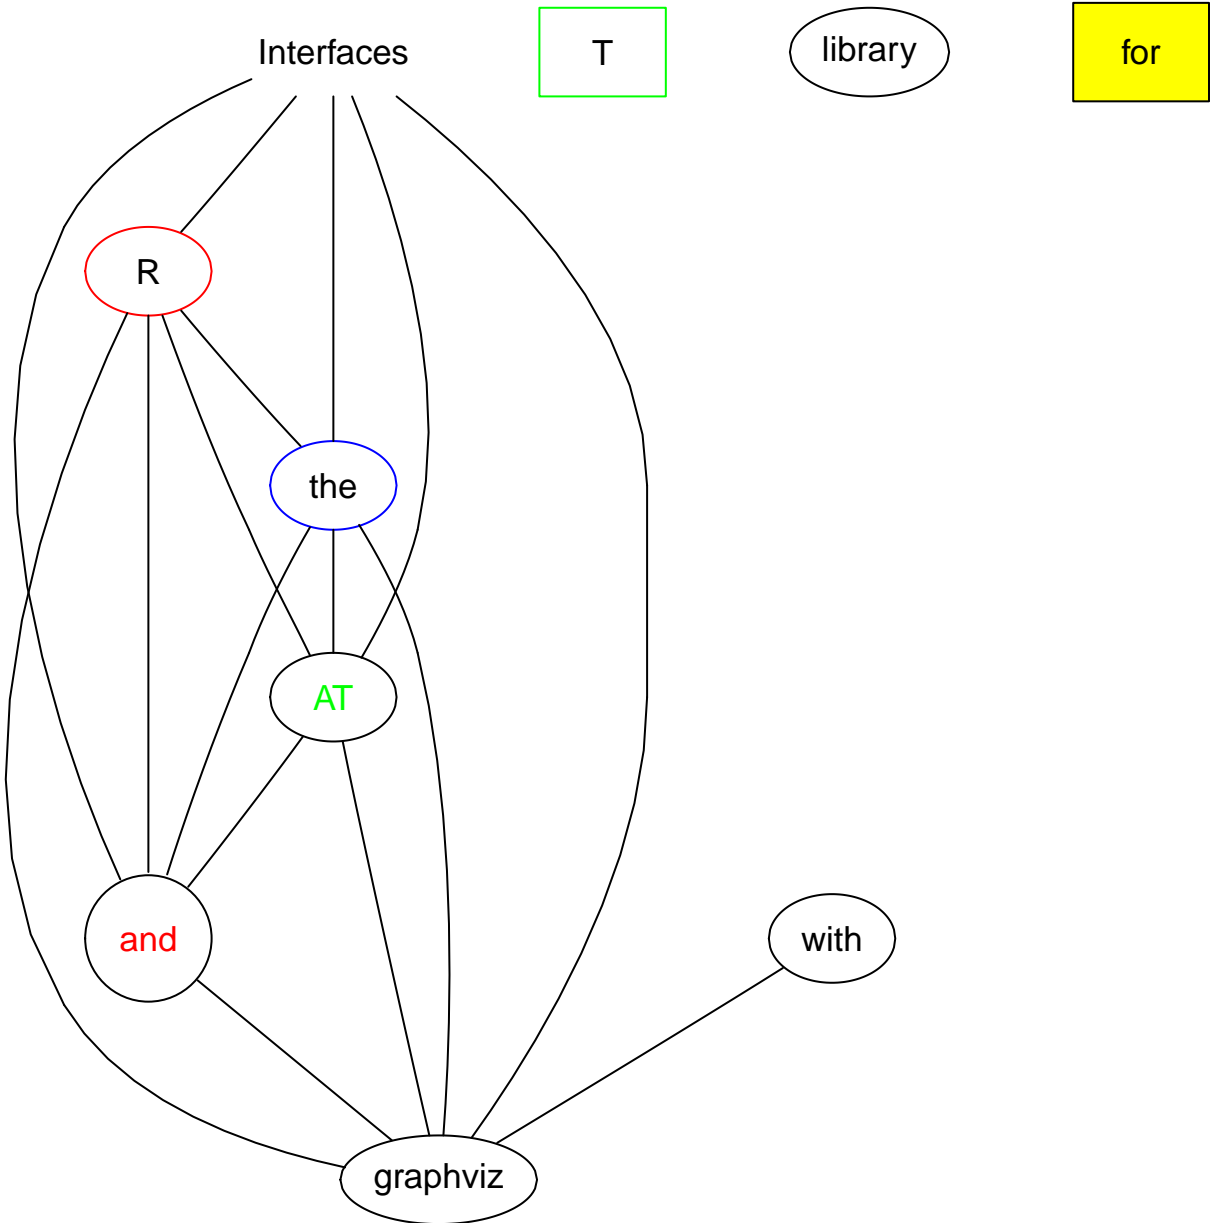 Interfaces
T
library
for
R
the
AT
and
with
graphviz